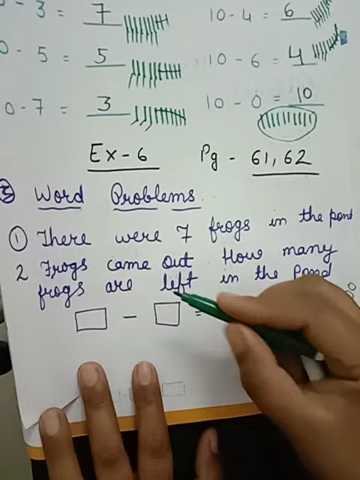 - 3 = 7 10 - 4 = 6
0 - 5 = 5 10 - 6 = 4
0 - 7 = 3 10 - 0 = 10
Ex - 6 Pg - 61, 62
Word Problems :
① There were 7 frogs in the pond
2 Frogs came out . How many
frogs are left in the Pond
- =